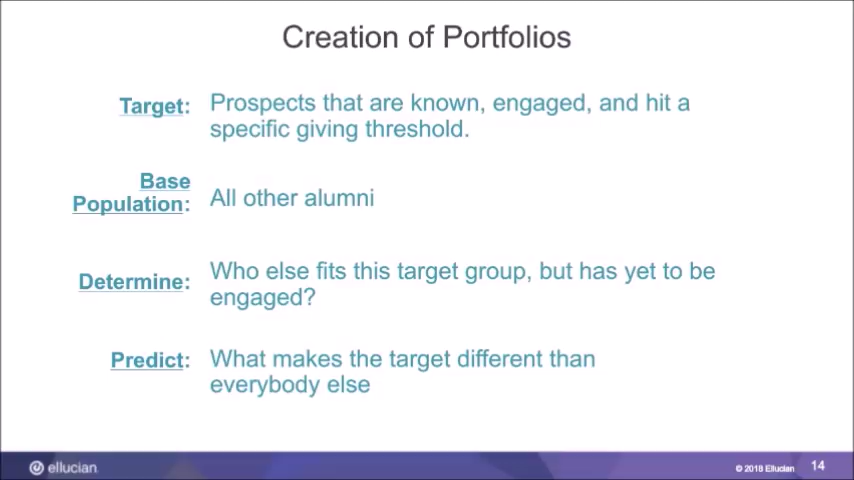 Creation of Portfolios
Target: Prospects that are known, engaged, and hit a
specific giving threshold.
Base
Population: All other alumni
Determine: Who else fits this target group, but has yet to be
engaged?
Predict: What makes the target different than
everybody else
ellucian
© 2018 Ellucian 14